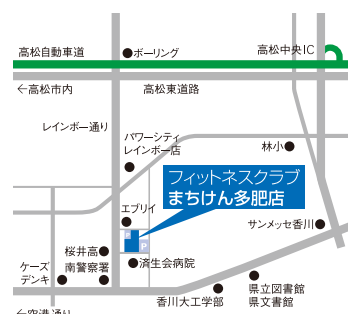 高松自動車道
ボーリング
高松中央IC
←高松市内
高松東道路
レインボー通り
パワーシティ
レインボー店
林小
フィットネスクラブ
まちけん多肥店
エブリイ
P
P
サンメッセ香川
桜井高
南警察署
ケーズ
デンキ
済生会病院
香川大工学部
県立図書館
県文書館
←空港通り